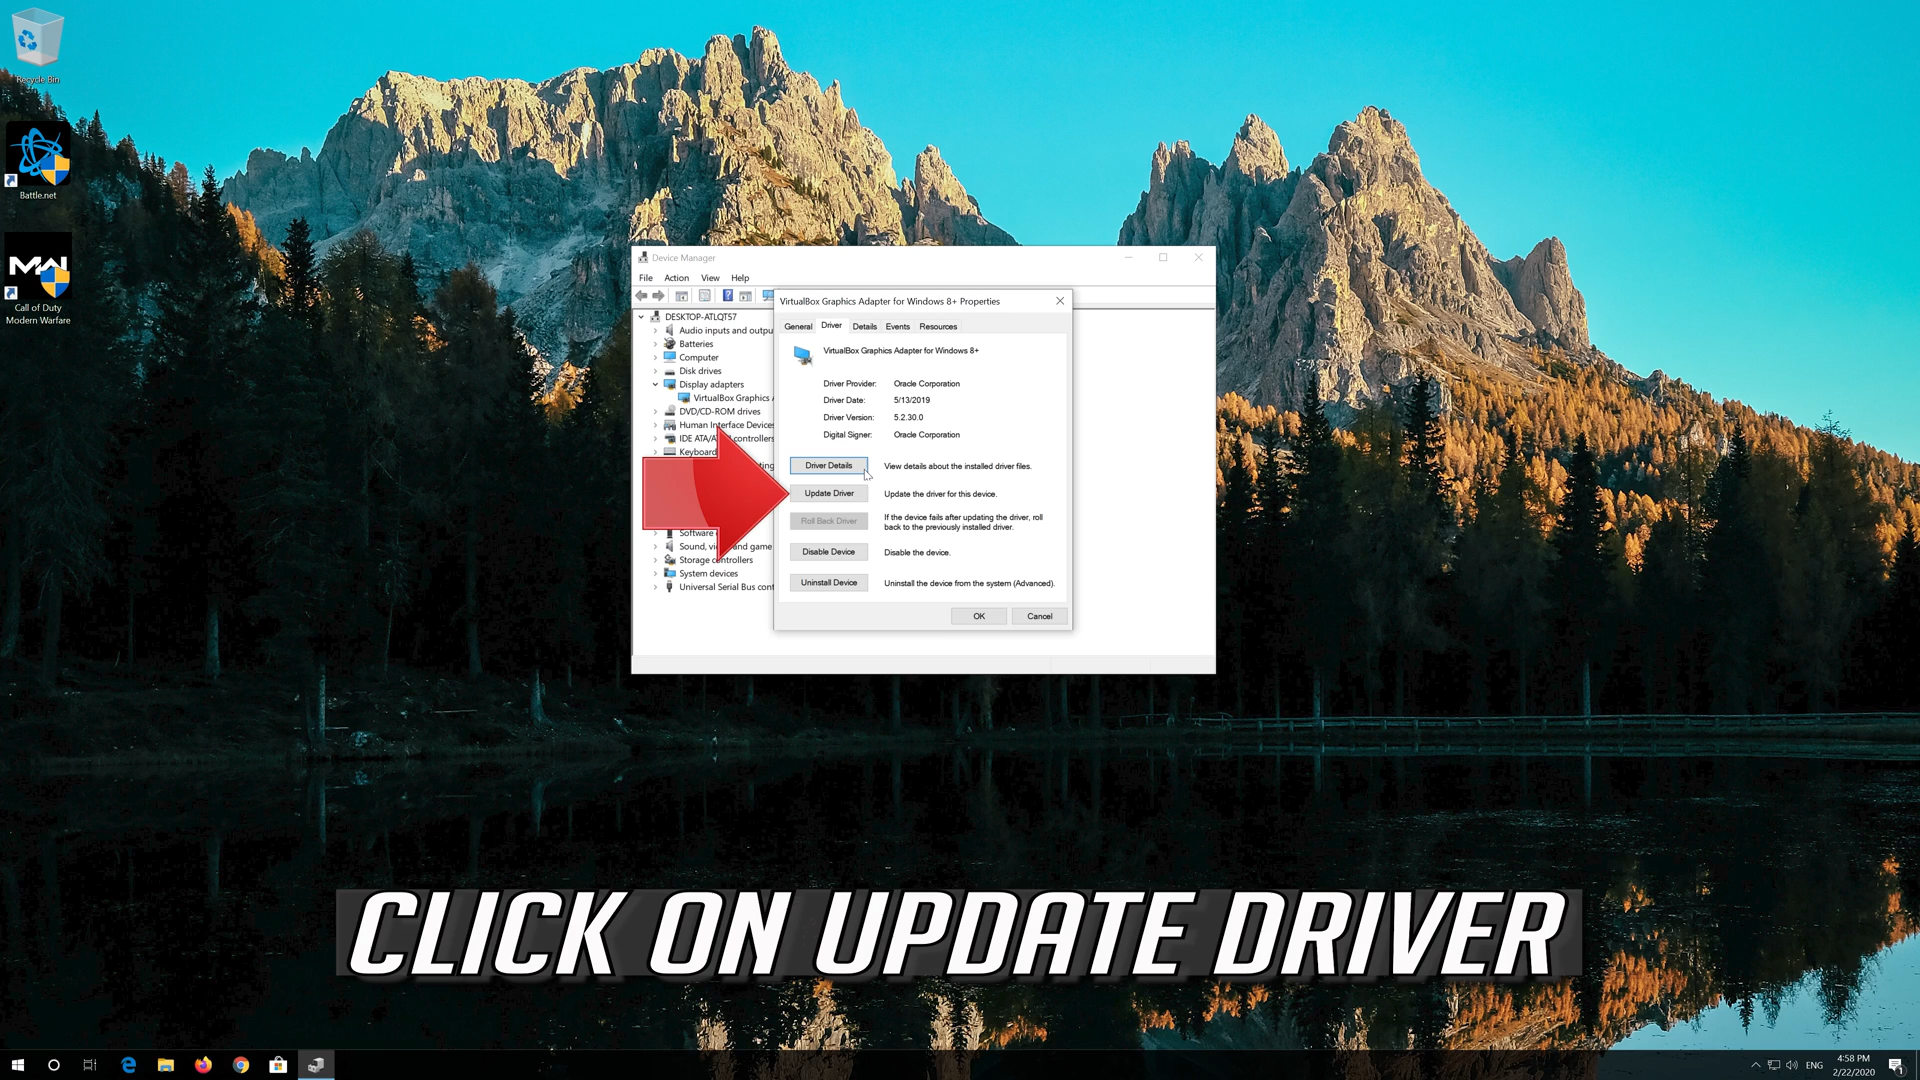 Recycle Bin
Battle.net
Call of Duty
Modern Warfare
Device Manager
File Action View Help
VirtualBox Graphics Adapter for Windows 8+ Properties
General Driver Details Events Resources
DESKTOP-ATLQT57
Audio inputs and outpu
Batteries
Computer
Disk drives
Display adapters
VirtualBox Graphics A
DVD/CD-ROM drives
Human Interface Devices
IDE ATA/A controllers
Keyboard
ting
Software
Sound, vi and game
Storage controllers
System devices
Universal Serial Bus cont
VirtualBox Graphics Adapter for Windows 8+
Driver Provider: Oracle Corporation
Driver Date: 5/13/2019
Driver Version: 5.2.30.0
Digital Signer: Oracle Corporation
Driver Details View details about the installed driver files.
Update Driver Update the driver for this device.
Roll Back Driver If the device fails after updating the driver, roll
back to the previously installed driver.
Disable Device Disable the device.
Uninstall Device Uninstall the device from the system (Advanced).
OK Cancel
CLICK ON UPDATE DRIVER
ENG
4:58 PM
2/22/2020
1